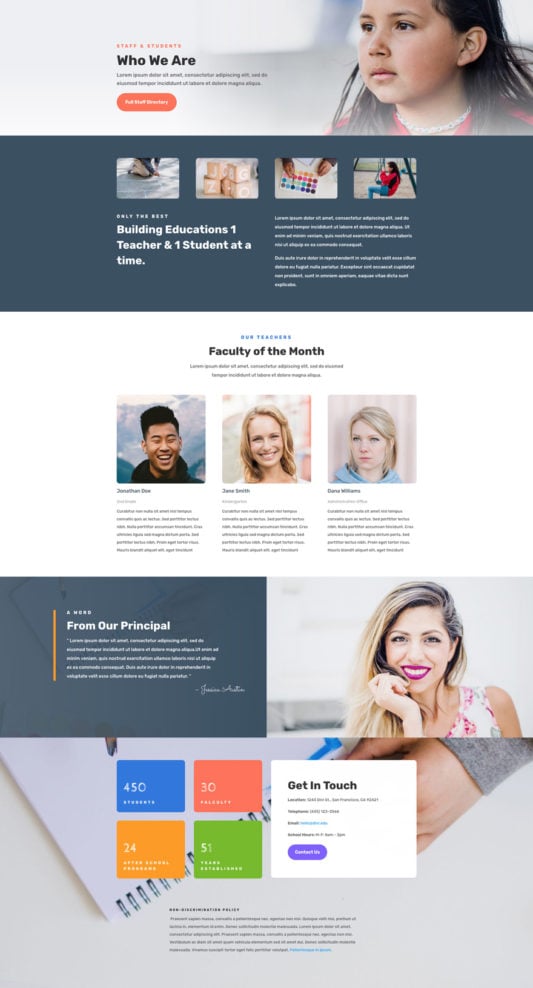 STAFF & STUDENTS
Who We Are
Lorem ipsum dolor sit amet, consectetur adipiscing elit, sed do eiusmod
tempor incididunt ut labore et dolore magna aliqua.
Full Staff Directory
ONLY THE BEST
Building Educations 1
Teacher & 1 Student at a
time.
Lorem ipsum dolor sit amet, consectetur adipiscing elit, sed do
eiusmod tempor incididunt ut labore et dolore magna aliqua. Ut
enim ad minim veniam, quis nostrud exercitation ullamco laboris
nisi ut aliquip ex ea commodo consequat.
Duis aute irure dolor in reprehenderit in voluptate velit esse cillum
dolore eu fugiat nulla pariatur. Excepteur sint occaecat cupidatat
non proident, sunt in omniem aperiam, eaquae vitae dicta sunt
explicabo.
OUR TEACHERS
Faculty of the Month
Lorem ipsum dolor sit amet, consectetur adipiscing elit, sed do eiusmod
tempor incididunt ut labore et dolore magna aliqua.
Jonathan Doe
2nd Grade
Curabitur non nulla sit amet nisl tempus
convallis quis ac lectus. Sed porttitor lectus
nibh. Nulla porttitor accumsan tincidunt. Cras
ultricies ligula sed magna dictum porta. Sed
porttitor lectus nibh. Proin eget tortor risus.
Mauris blandit aliquet elit, eget tincidunt
Jane Smith
Kindergarten
Curabitur non nulla sit amet nisl tempus
convallis quis ac lectus. Sed porttitor lectus
nibh. Nulla porttitor accumsan tincidunt. Cras
ultricies ligula sed magna dictum porta. Sed
porttitor lectus nibh. Proin eget tortor risus.
Mauris blandit aliquet elit, eget tincidunt
Dana Williams
Administration Office
Curabitur non nulla sit amet nisl tempus
convallis quis ac lectus. Sed porttitor lectus
nibh. Nulla porttitor accumsan tincidunt. Cras
ultricies ligula sed magna dictum porta. Sed
porttitor lectus nibh. Proin eget tortor risus.
Mauris blandit aliquet elit, eget tincidunt
A WORD
From Our Principal
" Lorem ipsum dolor sit amet, consectetur adipiscing elit, sed do
eiusmod tempor incididunt ut labore et dolore magna aliqua.Ut enim ad
minim veniam, quis nostrud exercitation ullamco laboris nisi ut aliquip
ex ea commodo consequat. Duis aute irure dolor in reprehenderit in
voluptate velit esse cillum dolore eu fugiat nulla pariatur. "
- Jessica Austin
450
STUDENTS
30
FALCULTY
24
AFTER SCHOOL
PROGRAMS
51
YEARS
ESTABLISHED
Get In Touch
Location: 1245 Divi St., San Francisco, CA 93521
Telephone:
Email: hello@divi.edu
School Hours: M-F: 9am - 3pm
Contact Us
NON-DISCRIMINATION POLICY
Praesent sapien massa, convallis a pellentesque nec, egestas non nisi. Quisque velit nisi, pretium ut
lacinia in, elementum id enim. Donec sollicitudin molestie malesuada. Lorem ipsum dolor sit amet,
convallis a pellentesque nec, egestas non nisi. Donec sollicitudin molestie malesuada.
Vestibulum ac diam sit amet quam vehicula elementum sed sit amet dui. Donec sollicitudin molestie
malesuada. Vivamus suscipit tortor eget felis porttitor volutpat. Pellentesque in ipsum.